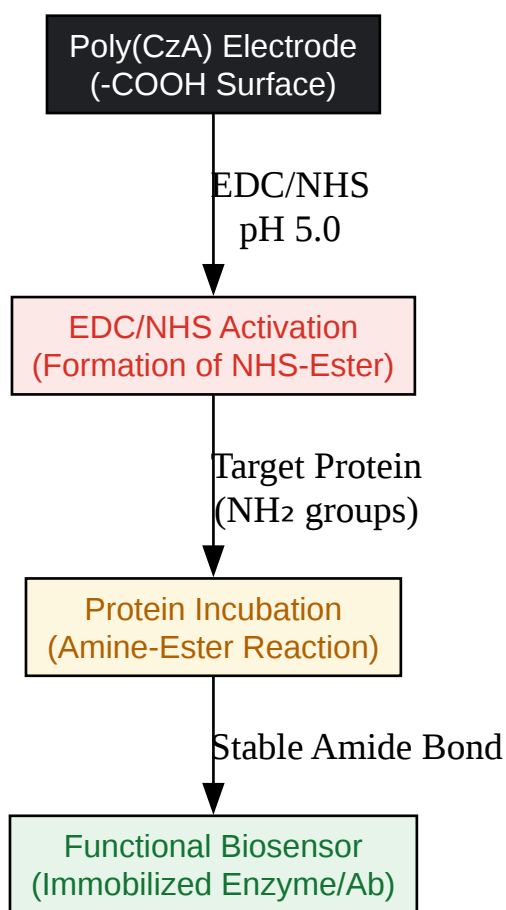 Poly(CzA) Electrode
(-COOH Surface)
EDC/NHS
pH 5.0
EDC/NHS Activation
(Formation of NHS-Ester)
Target Protein
(NH₂ groups)
Protein Incubation
(Amine-Ester Reaction)
Stable Amide Bond
Functional Biosensor
(Immobilized Enzyme/Ab)